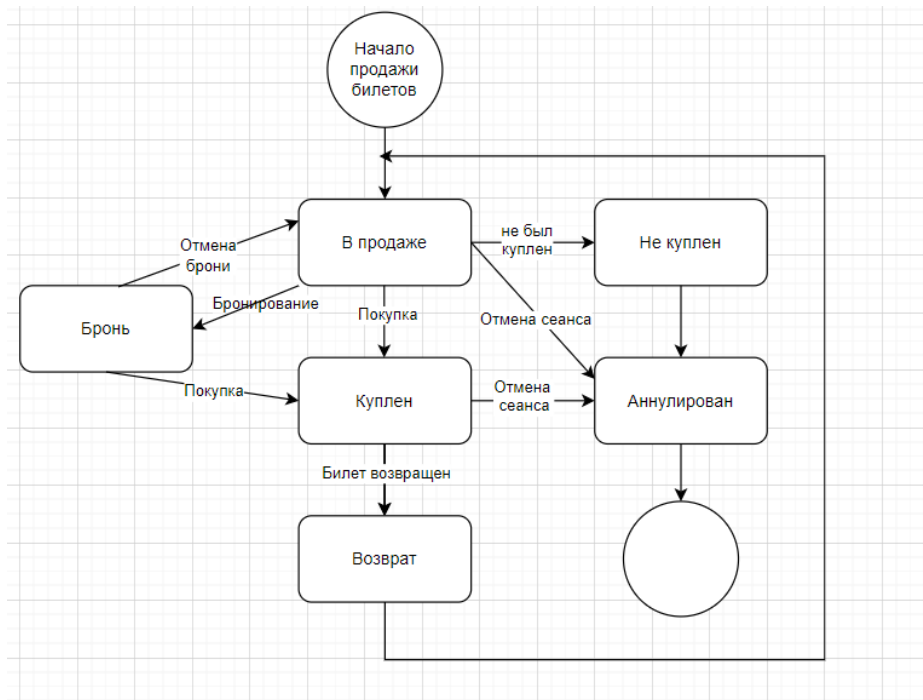 Начало
продажи
билетов
В продаже
не был
куплен
Не куплен
Отмена
брони
Бронирование
Бронь
Покупка
Отмена сеанса
Покупка
Куплен
Отмена
сеанса
Аннулирован
Билет возвращен
Возврат